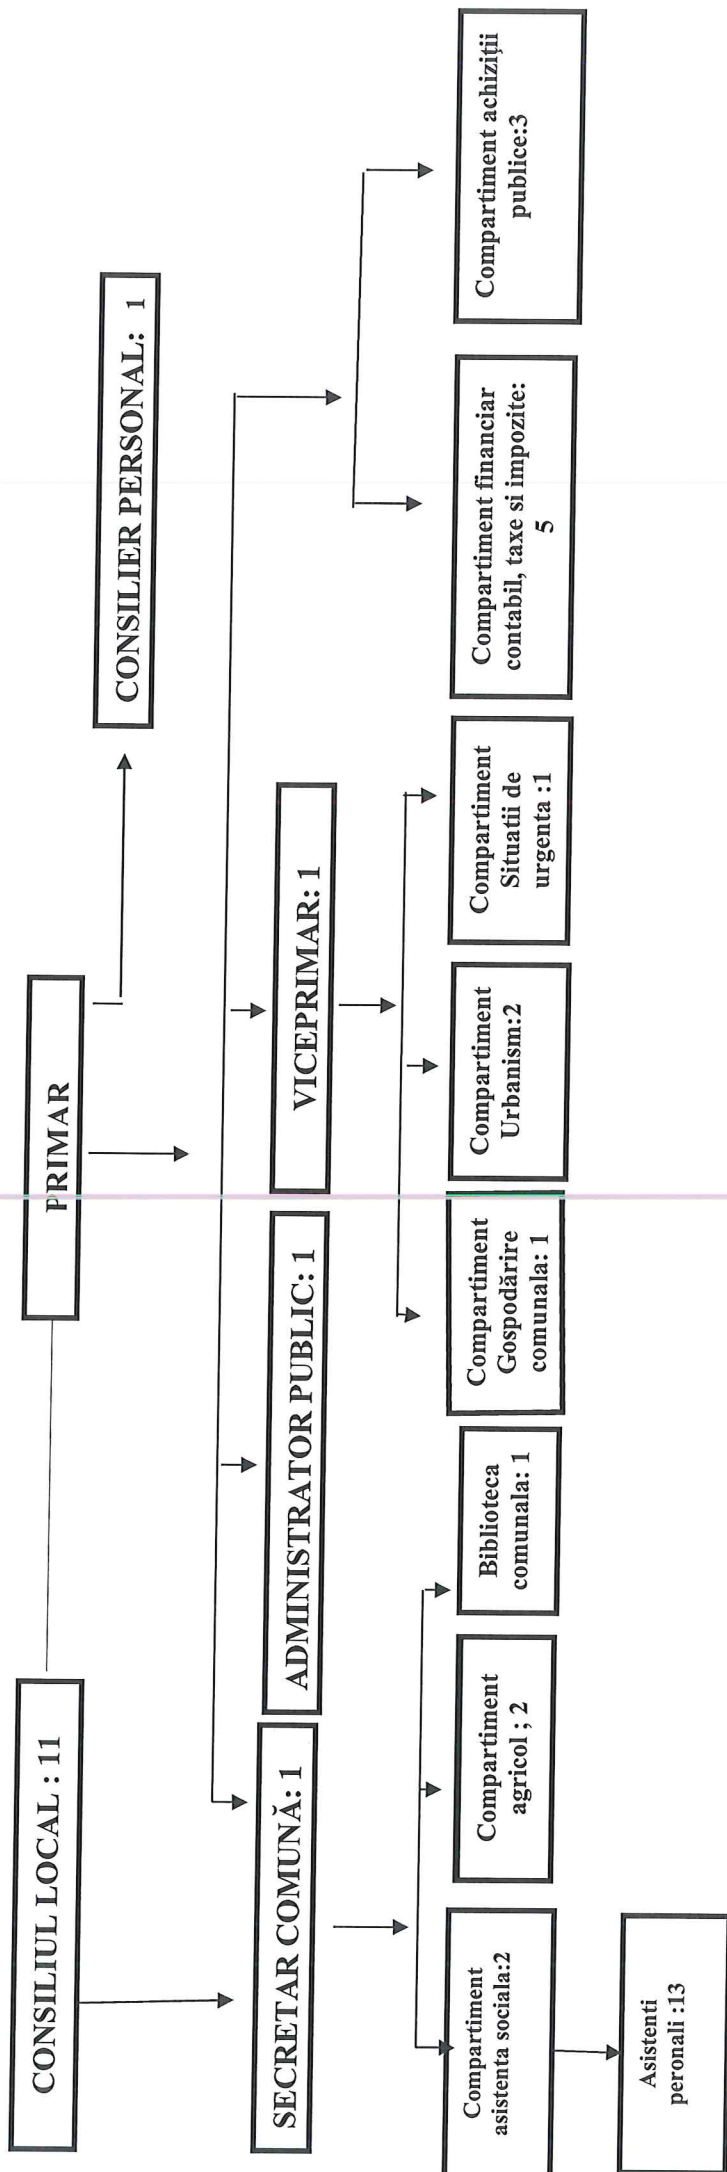 CONSILIUL LOCAL : 11
PRIMAR
CONSILIER PERSONAL: 1
SECRETAR COMUNĂ: 1
ADMINISTRATOR PUBLIC: 1
VICEPRIMAR: 1
Compartiment
asistenta sociala:2
Compartiment
agricol ; 2
Biblioteca
comunala: 1
Compartiment
Gospodărire
comunala: 1
Compartiment
Urbanism:2
Compartiment
Situatii de
urgenta :1
Compartiment financiar
contabil, taxe si impozite:
5
Compartiment achiziţii
publice:3
Asistenti
peronali :13